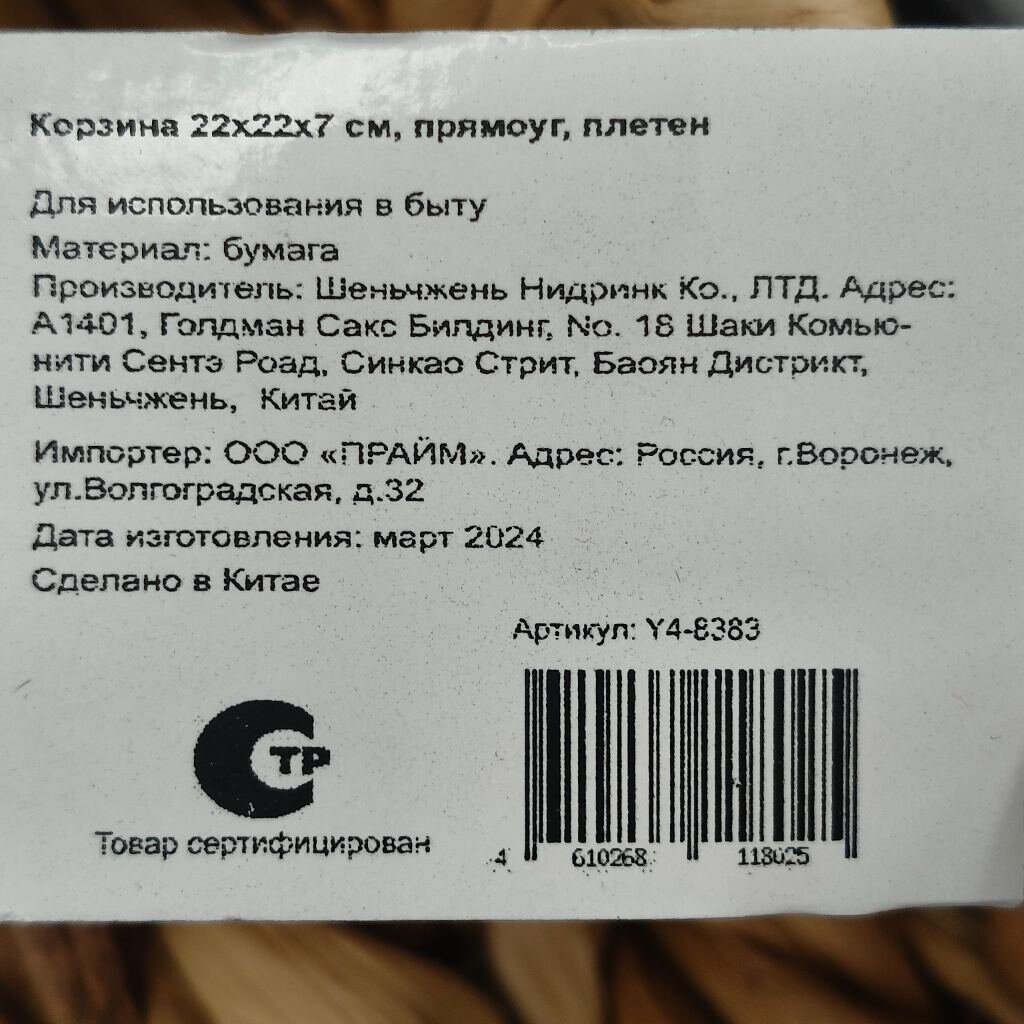 Корзина 22х22х7 см, прямоуг, плетен
Для использования в быту
Материал: бумага
Производитель: Шеньчжень Нидринк Ко., ЛТД. Адрес:
А1401, Голдман Сакс Билдинг, No. 18 Шаки Комью-
нити Сентэ Роад, Синкао Стрит, Баоян Дистрикт,
Шеньчжень, Китай
Импортер: ООО «ПРАЙМ». Адрес: Россия, г.Воронеж,
ул.Волгоградская, д.32
Дата изготовления: март 2024
Сделано в Китае
Артикул: Y4-8383
ТР
Товар сертифицирован
4 610268 118025